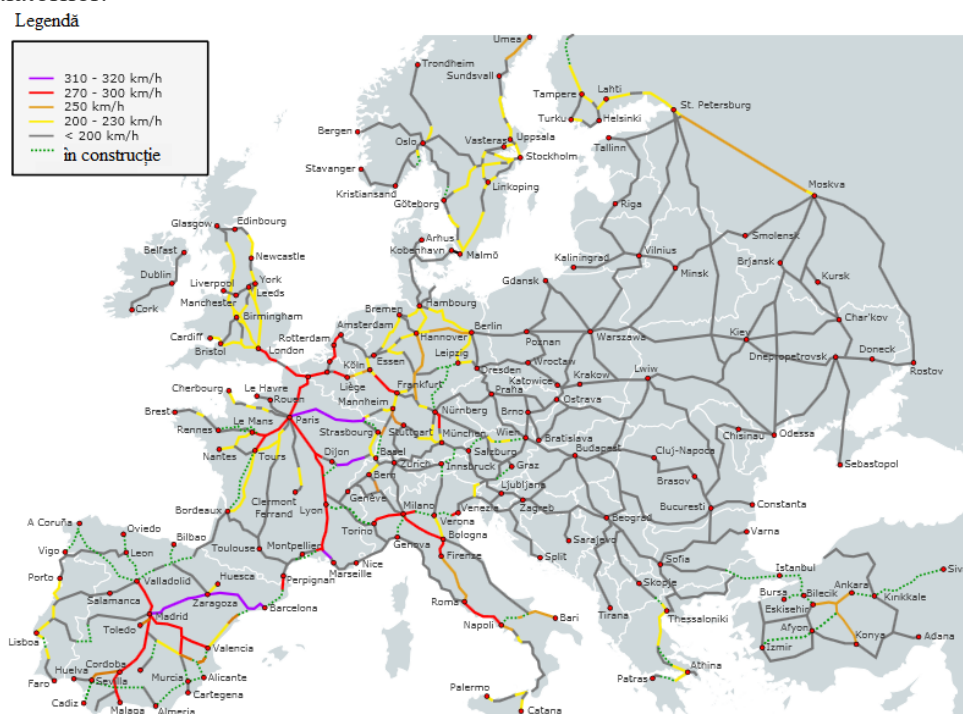 Legendă
310 - 320 km/h
270 - 300 km/h
250 km/h
200 - 230 km/h
< 200 km/h
în construcție
Umea
Trondheim
Sundsvall
Tampere
Lahti
St. Petersburg
Turku
Helsinki
Bergen
Oslo
Vasteras
Uppsala
Tallinn
Stockholm
Stavanger
Kristiansand
Linkoping
Moskva
Göteborg
Riga
Glasgow
Edinbourg
Smolensk
Arhus
Kobenhavn
Malmö
Vilnius
Belfast
Newcastle
Kaliningrad
Minsk
Brjansk
Dublin
Liverpool
York
Leeds
Gdansk
Kursk
Manchester
Hambourg
Cork
Birmingham
Bremen
Amsterdam
Berlin
Char'kov
Rotterdam
Hannover
Poznan
Warszawa
Kiev
Cardiff
Bristol
London
Essen
Leipzig
Wroctaw
Dnepropetrovsk
Doneck
Köln
Dresden
Katowice
Krakow
Lwiw
Rostov
Cherbourg
Le Havre
Liège
Frankfurt
Praha
Ostrava
Rouen
Mannheim
Brest
Rennes
Le Mans
Paris
Nürnberg
Brno
Strasbourg
Stuttgart
München
Wien
Bratislava
Chisinau
Odessa
Nantes
Tours
Dijon
Basel
Salzburg
Budapest
Zürich
Innsbruck
Graz
Cluj-Napoca
Sebastopol
Bern
Ljubljana
Brasov
Clermont
Ferrand
Genève
Milano
Venezia
Zagreb
Bordeaux
Lyon
Bucuresti
Constanta
A Coruña
Oviedo
Torino
Verona
Beograd
Bologna
Varna
Bilbao
Toulouse
Montpellier
Genova
Sarajevo
Vigo
Leon
Nice
Firenze
Split
Sofia
Marseille
Istanbul
Porto
Valladolid
Huesca
Perpignan
Skopje
Ankara
Siv
Salamanca
Zaragoza
Barcelona
Roma
Bursa
Bilecik
Kırıkkale
Madrid
Bari
Tirana
Thessaloniki
Eskisehir
Toledo
Napoli
Afyon
Lisboa
Valencia
Izmir
Konya
Adana
Huelva
Cordoba
Athina
Faro
Sevilla
Murcia
Alicante
Patras
Cadiz
Cartegena
Palermo
Malaga
Almeria
Catana